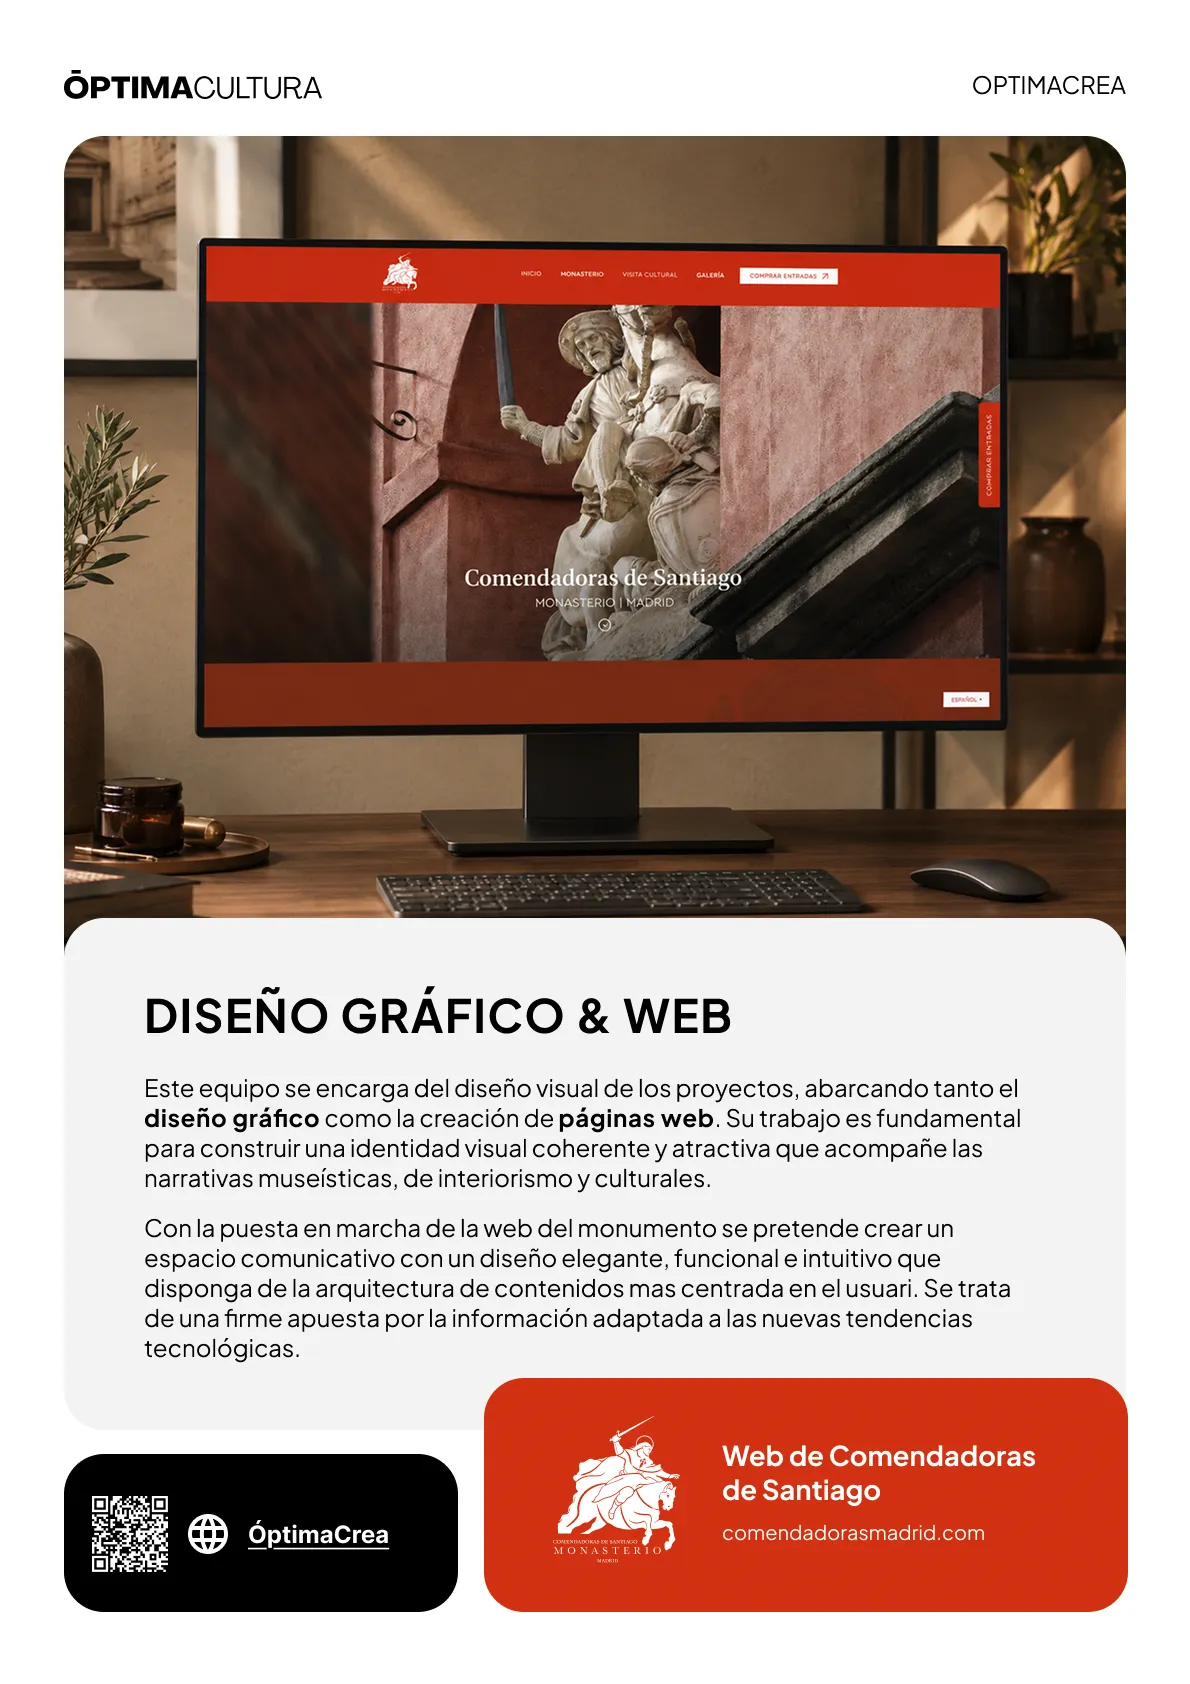 ŌPTIMACULTURA
OPTIMACREA
INICIO
MONASTERIO
VISITA CULTURAL
GALERÍA
COMPRAR ENTRADAS
COMPRAR ENTRADAS
Comendadoras de Santiago
MONASTERIO | MADRID
ESPAÑOL
DISEÑO GRÁFICO & WEB
Este equipo se encarga del diseño visual de los proyectos, abarcando tanto el
diseño gráfico como la creación de páginas web. Su trabajo es fundamental
para construir una identidad visual coherente y atractiva que acompañe las
narrativas museísticas, de interiorismo y culturales.
Con la puesta en marcha de la web del monumento se pretende crear un
espacio comunicativo con un diseño elegante, funcional e intuitivo que
disponga de la arquitectura de contenidos mas centrada en el usuari. Se trata
de una firme apuesta por la información adaptada a las nuevas tendencias
tecnológicas.
ÓptimaCrea
COMENDADORAS DE SANTIAGO
MONASTERIO
MADRID
Web de Comendadoras
de Santiago
comendadorasmadrid.com